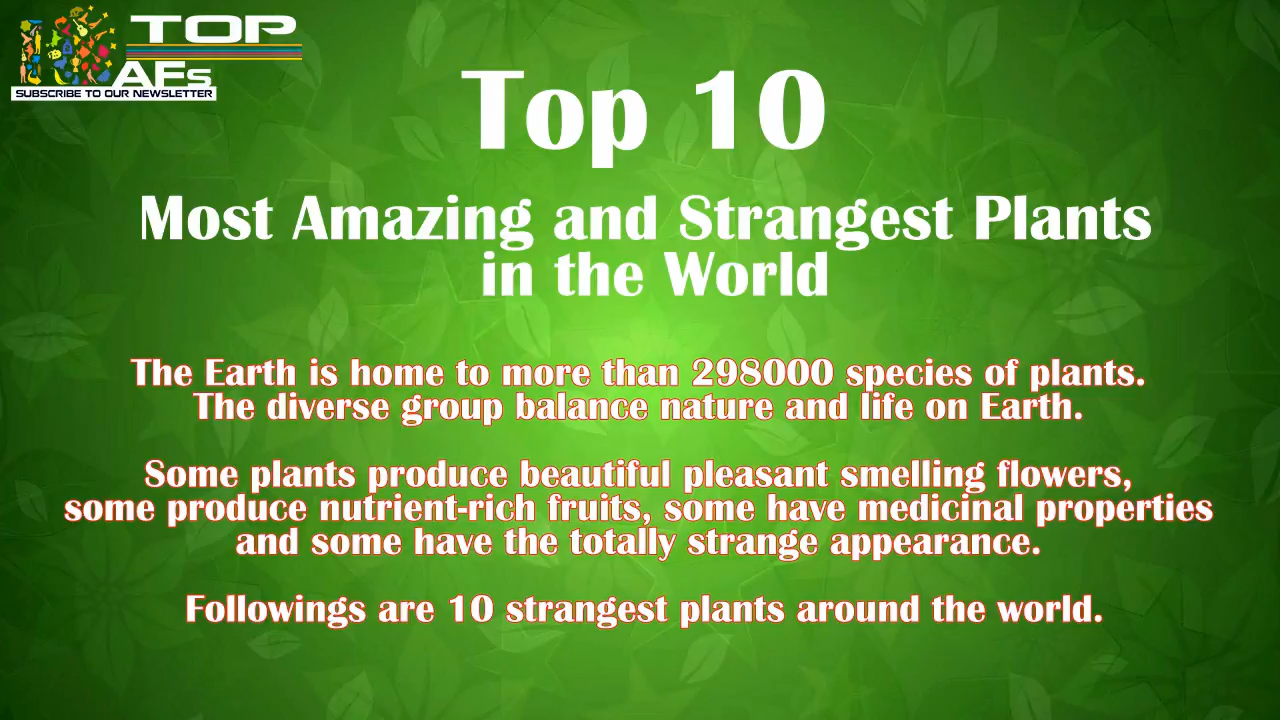 TOP
AFs
SUBSCRIBE TO OUR NEWSLETTER
Top 10
Most Amazing and Strangest Plants
in the World
The Earth is home to more than 298000 species of plants.
The diverse group balance nature and life on Earth.
Some plants produce beautiful pleasant smelling flowers,
some produce nutrient-rich fruits, some have medicinal properties
and some have the totally strange appearance.
Followings are 10 strangest plants around the world.